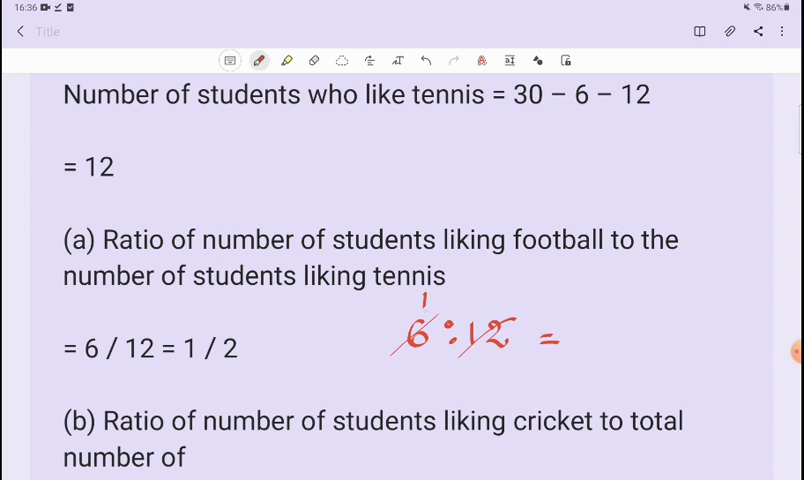 16:36 86%
Title
Number of students who like tennis = 30 – 6 – 12
= 12
(a) Ratio of number of students liking football to the
number of students liking tennis
1
= 6 / 12 = 1 / 2 6 : 12 =
(b) Ratio of number of students liking cricket to total
number of